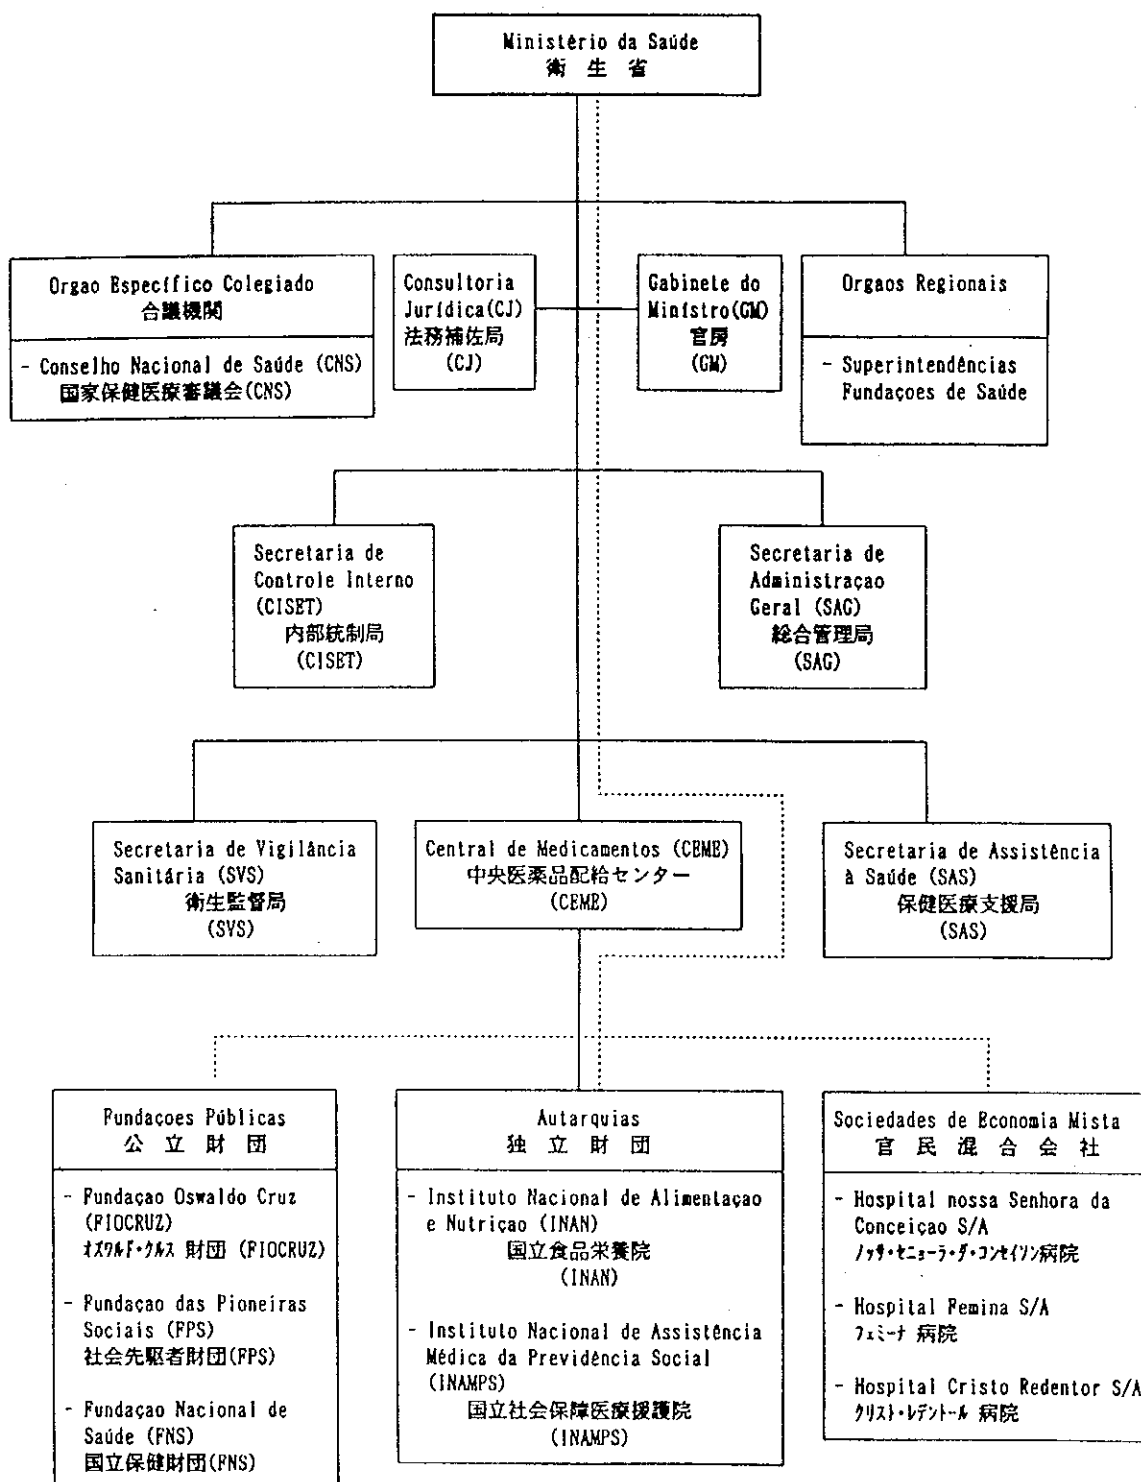 Ministério da Saúde
衛生省
Orgao Específico Colegiado
合議機関
- Conselho Nacional de Saúde (CNS)
国家保健医療審議会(CNS)
Consultoria
Jurídica(CJ)
法務補佐局
(CJ)
Gabinete do
Ministro(GM)
官房
(GM)
Orgaos Regionais
- Superintendências
Fundaçoes de Saúde
Secretaria de
Controle Interno
(CISET)
内部統制局
(CISET)
Secretaria de
Administraçao
Geral (SAG)
総合管理局
(SAG)
Secretaria de Vigilância
Sanitária (SVS)
衛生監督局
(SVS)
Central de Medicamentos (CEME)
中央医薬品配給センター
(CEME)
Secretaria de Assistência
à Saúde (SAS)
保健医療支援局
(SAS)
Fundaçoes Públicas
公立財団
- Fundaçao Oswaldo Cruz
(FIOCRUZ)
オズワルド・クルス 財団 (FIOCRUZ)
- Fundaçao das Pioneiras
Sociais (FPS)
社会先駆者財団(FPS)
- Fundaçao Nacional de
Saúde (FNS)
国立保健財団(FNS)
Autarquias
独立財団
- Instituto Nacional de Alimentaçao
e Nutriçao (INAN)
国立食品栄養院
(INAN)
- Instituto Nacional de Assistência
Médica da Previdência Social
(INAMPS)
国立社会保障医療援護院
(INAMPS)
Sociedades de Economia Mista
官民混合会社
- Hospital nossa Senhora da
Conceiçao S/A
ノッサ・セニョーラ・ダ・コンセイソン病院
- Hospital Femina S/A
フェミーナ 病院
- Hospital Cristo Redentor S/A
クリスト・レデントール 病院